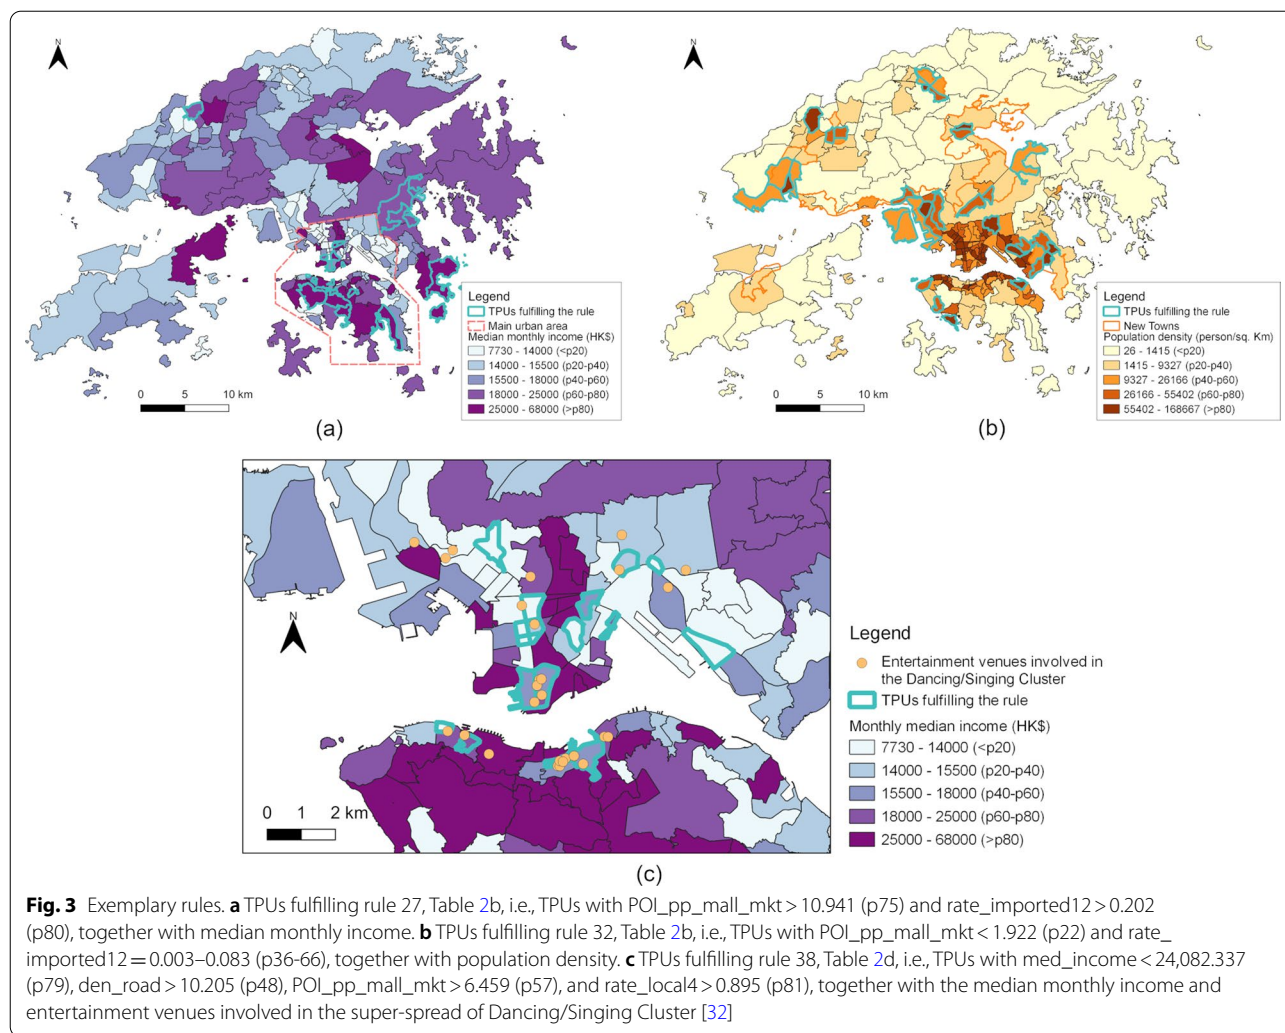 N
Legend
TPUs fulfilling the rule
Main urban area
Median monthly income (HK$)
7730 - 14000 (<p20)
14000 - 15500 (p20-p40)
15500 - 18000 (p40-p60)
18000 - 25000 (p60-p80)
25000 - 68000 (>p80)
0 5 10 km
(a)
N
Legend
TPUs fulfilling the rule
New Towns
Population density (person/sq. Km)
26 - 1415 (<p20)
1415 - 9327 (p20-p40)
9327 - 26166 (p40-p60)
26166 - 55402 (p60-p80)
55402 - 168667 (>p80)
0 5 10 km
(b)
N
0 1 2 km
Legend
Entertainment venues involved in
the Dancing/Singing Cluster
TPUs fulfilling the rule
Monthly median income (HK$)
7730 - 14000 (<p20)
14000 - 15500 (p20-p40)
15500 - 18000 (p40-p60)
18000 - 25000 (p60-p80)
25000 - 68000 (>p80)
(c)
Fig. 3 Exemplary rules. a TPUs fulfilling rule 27, Table 2b, i.e., TPUs with POI_pp_mall_mkt > 10.941 (p75) and rate_imported12 > 0.202
(p80), together with median monthly income. b TPUs fulfilling rule 32, Table 2b, i.e., TPUs with POI_pp_mall_mkt < 1.922 (p22) and rate_
imported12 = 0.003–0.083 (p36-66), together with population density. c TPUs fulfilling rule 38, Table 2d, i.e., TPUs with med_income < 24,082.337
(p79), den_road > 10.205 (p48), POI_pp_mall_mkt > 6.459 (p57), and rate_local4 > 0.895 (p81), together with the median monthly income and
entertainment venues involved in the super-spread of Dancing/Singing Cluster [32]